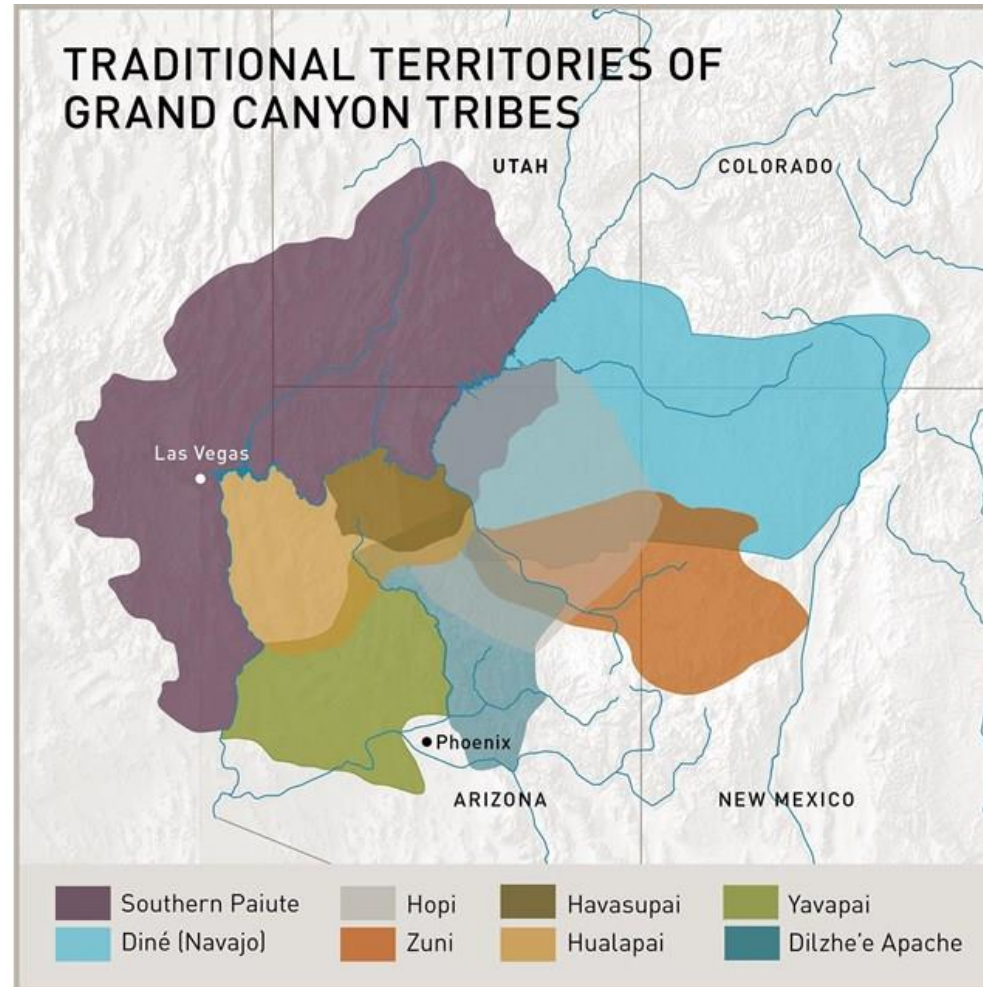 TRADITIONAL TERRITORIES OF
GRAND CANYON TRIBES
UTAH
COLORADO
Las Vegas
Phoenix
ARIZONA
NEW MEXICO
Southern Paiute
Hopi
Havasupai
Yavapai
Diné (Navajo)
Zuni
Hualapai
Dilzhe'e Apache